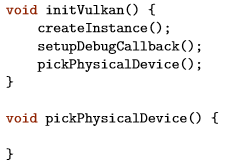 void initVulkan() {
    createInstance();
    setupDebugCallback();
    pickPhysicalDevice();
}

void pickPhysicalDevice() {

}